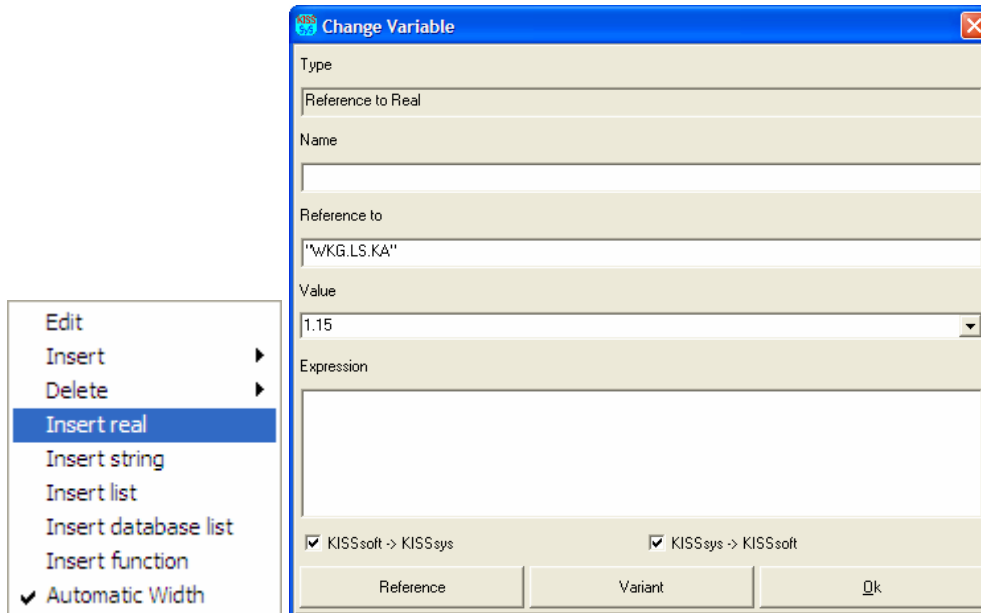 Edit
Insert
Delete
Insert real
Insert string
Insert list
Insert database list
Insert function
Automatic Width
KISS
SyS
Change Variable
Type
Reference to Real
Name
Reference to
"WKG.LS.KA"
Value
1.15
Expression
KISSsoft -> KISSsys KISSsys -> KISSsoft
Reference Variant Ok